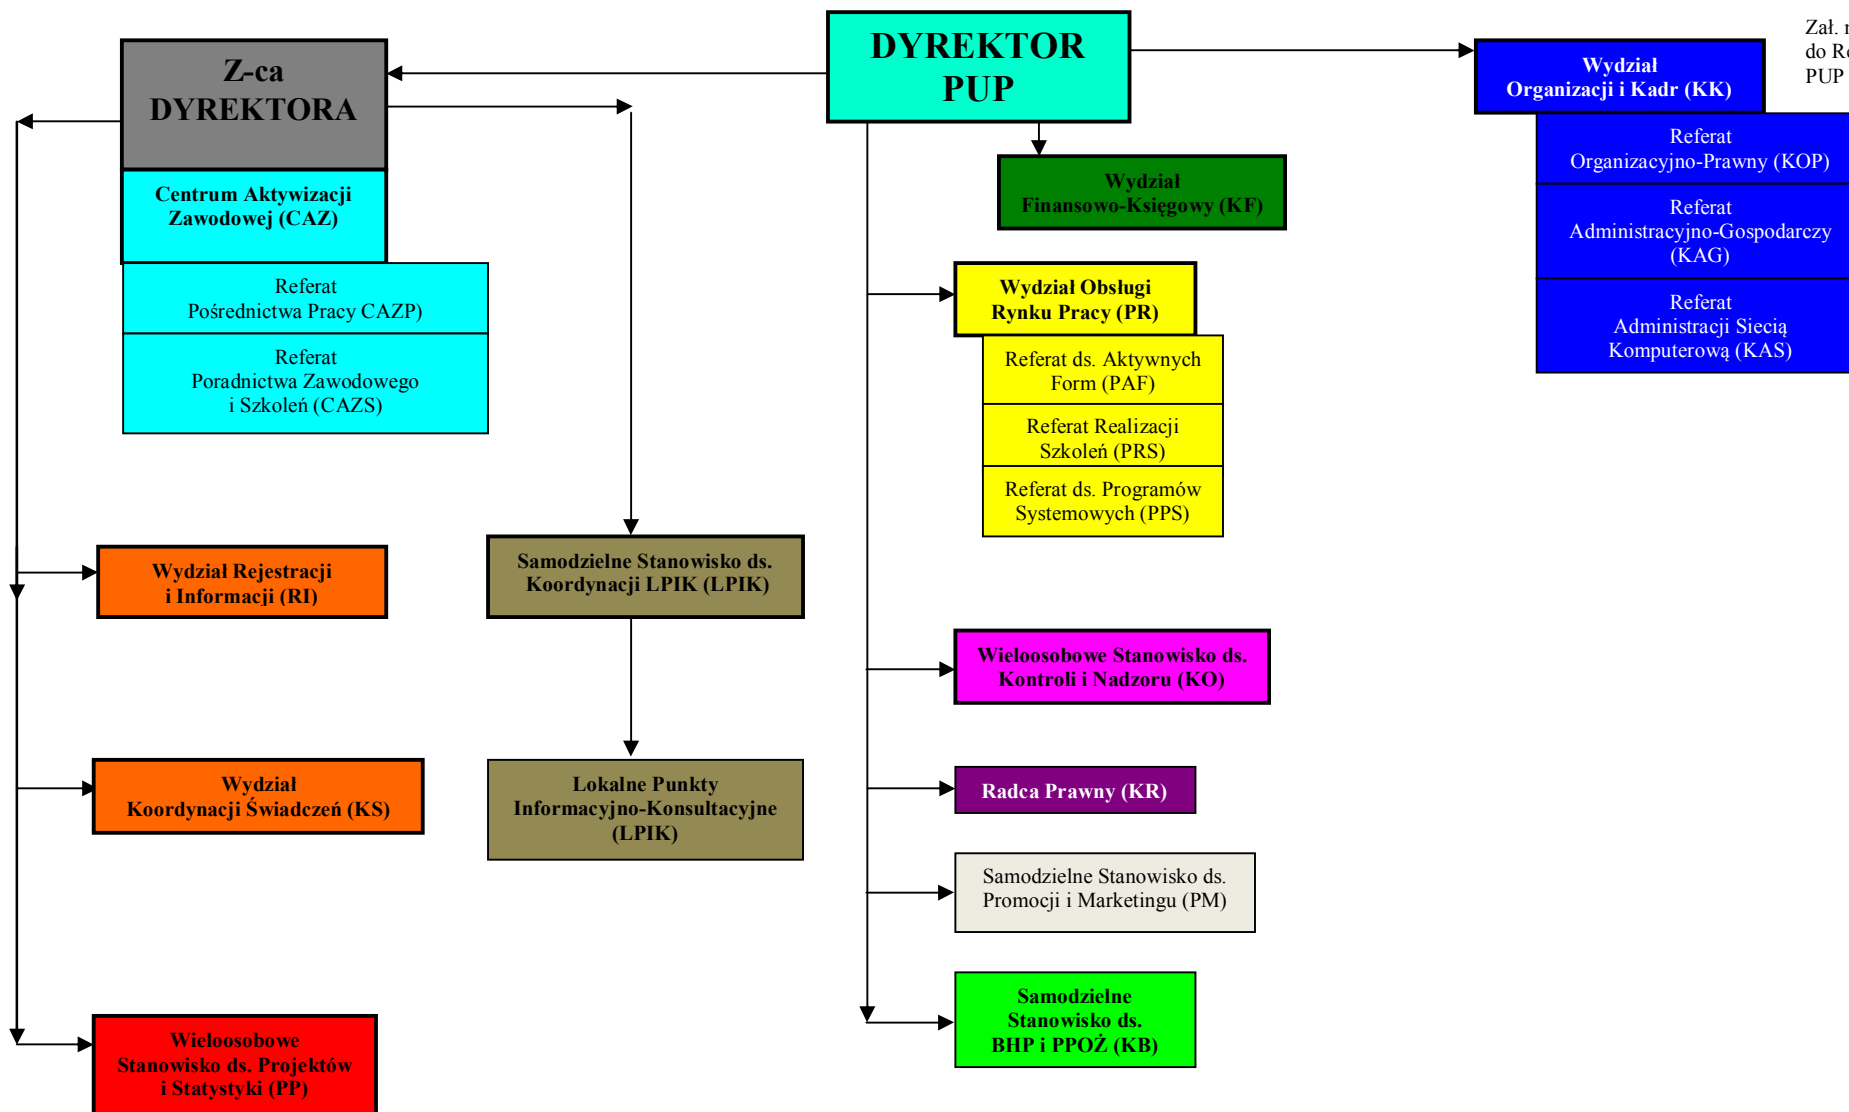 Z-ca
DYREKTORA
Centrum Aktywizacji
Zawodowej (CAZ)
Referat
Pośrednictwa Pracy CAZP)
Referat
Poradnictwa Zawodowego
i Szkoleń (CAZS)
Wydział Rejestracji
i Informacji (RI)
Wydział
Koordynacji Świadczeń (KS)
Wieloosobowe
Stanowisko ds. Projektów
i Statystyki (PP)
Samodzielne Stanowisko ds.
Koordynacji LPIK (LPIK)
Lokalne Punkty
Informacyjno-Konsultacyjne
(LPIK)
DYREKTOR
PUP
Wydział
Finansowo-Księgowy (KF)
Wydział Obsługi
Rynku Pracy (PR)
Referat ds. Aktywnych
Form (PAF)
Referat Realizacji
Szkoleń (PRS)
Referat ds. Programów
Systemowych (PPS)
Wieloosobowe Stanowisko ds.
Kontroli i Nadzoru (KO)
Radca Prawny (KR)
Samodzielne Stanowisko ds.
Promocji i Marketingu (PM)
Samodzielne
Stanowisko ds.
BHP i PPOŻ (KB)
Wydział
Organizacji i Kadr (KK)
Referat
Organizacyjno-Prawny (KOP)
Referat
Administracyjno-Gospodarczy
(KAG)
Referat
Administracji Siecią
Komputerową (KAS)
Zał.
do
PUP